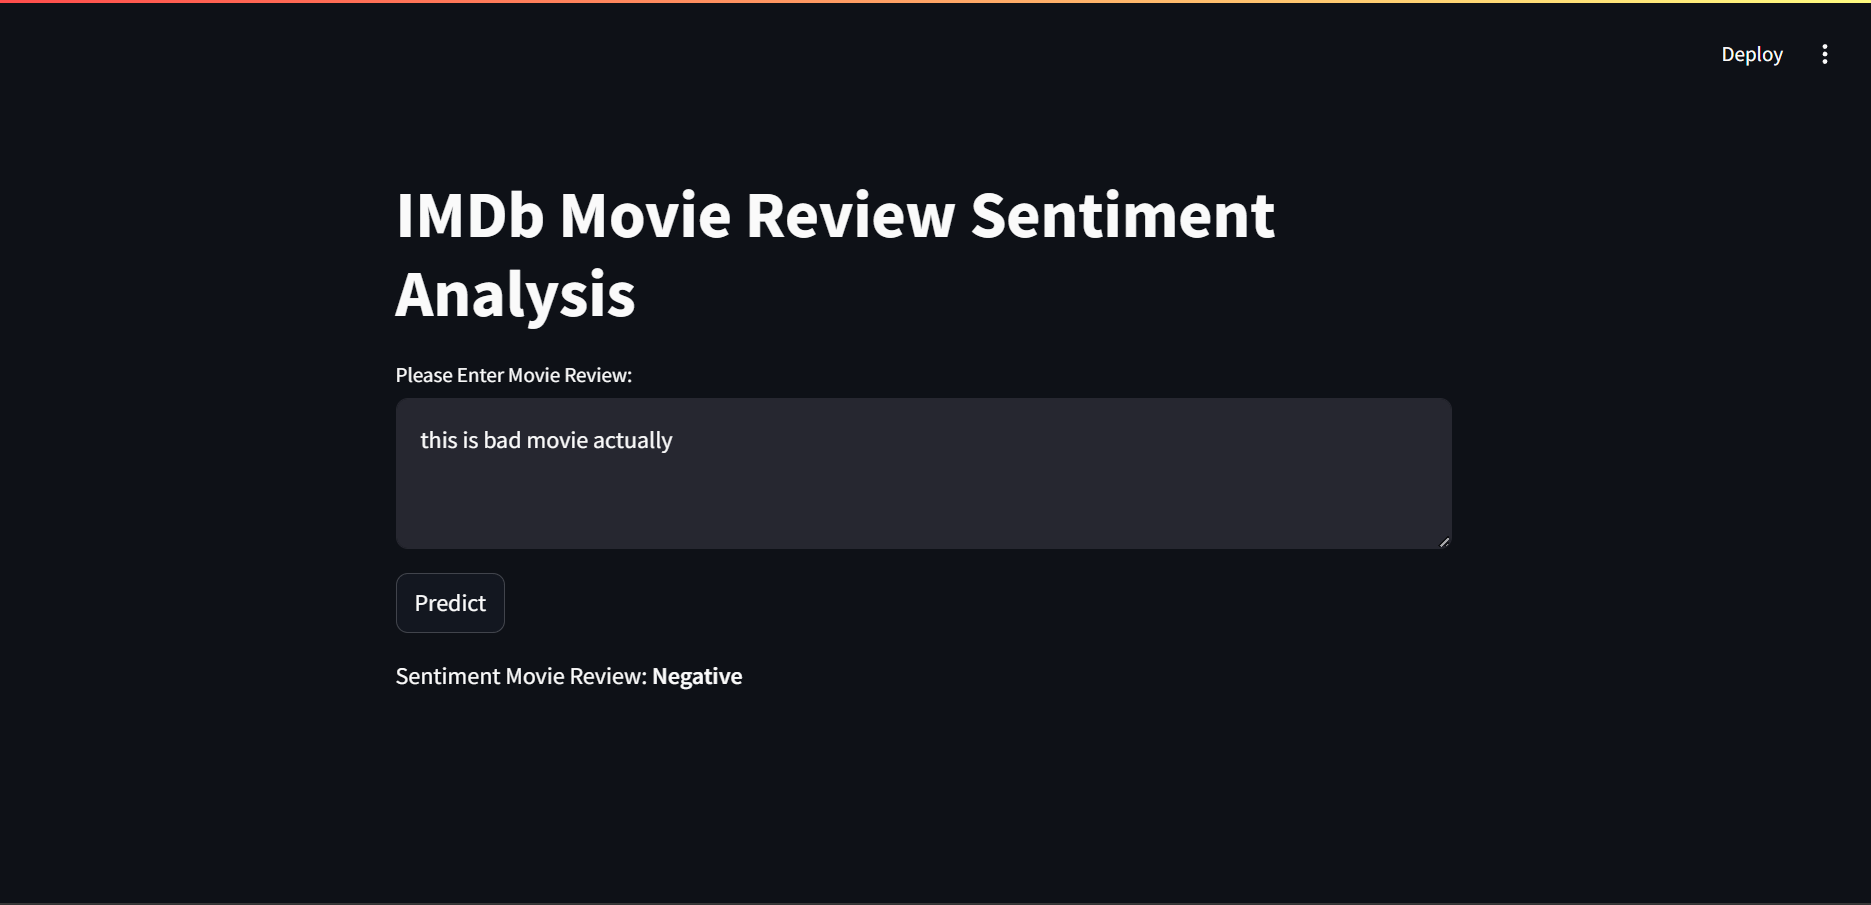 Deploy
IMDb Movie Review Sentiment
Analysis
Please Enter Movie Review:
this is bad movie actually
Predict
Sentiment Movie Review: Negative